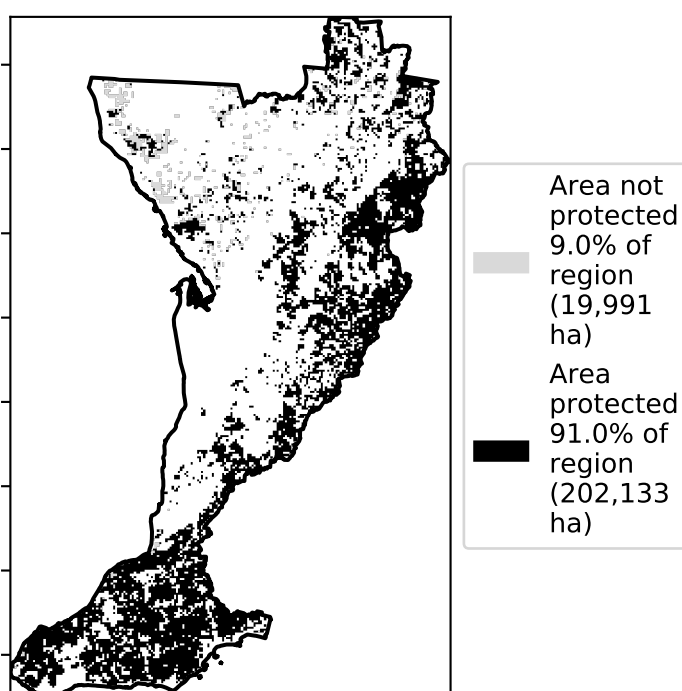 Area not
protected
9.0% of
region
(19,991
ha)
Area
protected
91.0% of
region
(202,133
ha)